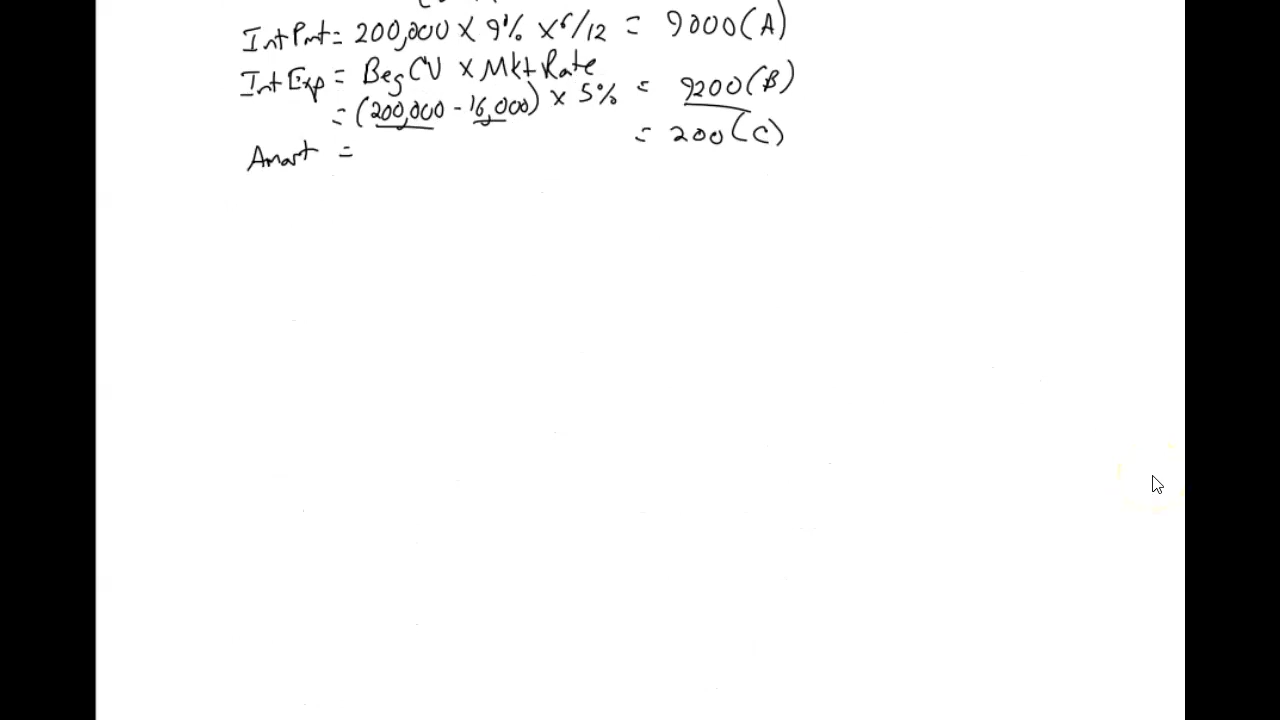 Int Pmt = 200,000 X 9% x 6/12 = 9000 (A)
Int Exp = Beg CV x Mkt Rate
= (200,000 - 16,000) x 5% = 9200 (B)
Amort = = 200 (C)